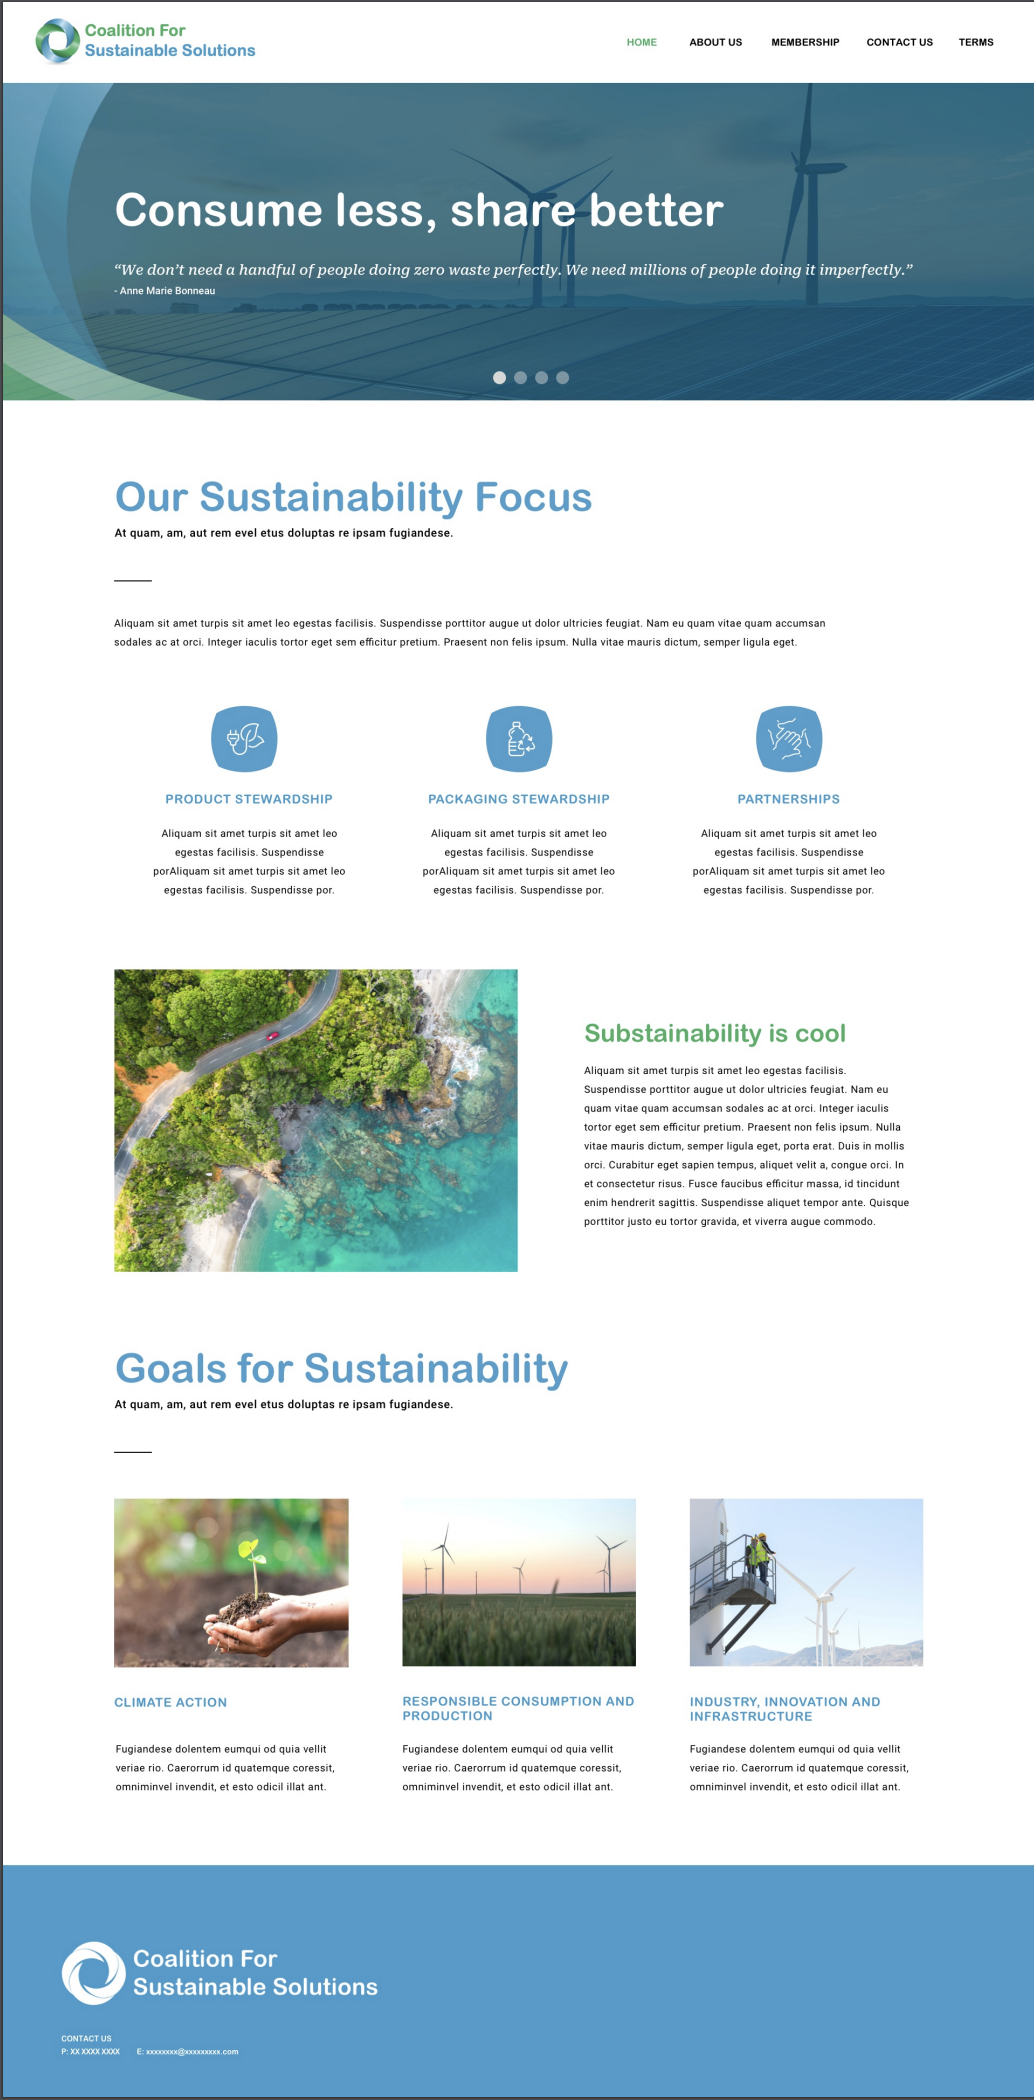 Coalition For
Sustainable Solutions
HOME ABOUT US MEMBERSHIP CONTACT US TERMS
Consume less, share better
“We don’t need a handful of people doing zero waste perfectly. We need millions of people doing it imperfectly.”
- Anne Marie Bonneau
Our Sustainability Focus
At quam, am, aut rem evel etus doluptas re ipsam fugiandese.
Aliquam sit amet turpis sit amet leo egestas facilisis. Suspendisse porttitor augue ut dolor ultricies feugiat. Nam eu quam vitae quam accumsan
sodales ac at orci. Integer iaculis tortor eget sem efficitur pretium. Praesent non felis ipsum. Nulla vitae mauris dictum, semper ligula eget.
PRODUCT STEWARDSHIP
Aliquam sit amet turpis sit amet leo
egestas facilisis. Suspendisse
porAliquam sit amet turpis sit amet leo
egestas facilisis. Suspendisse por.
PACKAGING STEWARDSHIP
Aliquam sit amet turpis sit amet leo
egestas facilisis. Suspendisse
porAliquam sit amet turpis sit amet leo
egestas facilisis. Suspendisse por.
PARTNERSHIPS
Aliquam sit amet turpis sit amet leo
egestas facilisis. Suspendisse
porAliquam sit amet turpis sit amet leo
egestas facilisis. Suspendisse por.
Substainability is cool
Aliquam sit amet turpis sit amet leo egestas facilisis.
Suspendisse porttitor augue ut dolor ultricies feugiat. Nam eu
quam vitae quam accumsan sodales ac at orci. Integer iaculis
tortor eget sem efficitur pretium. Praesent non felis ipsum. Nulla
vitae mauris dictum, semper ligula eget, porta erat. Duis in mollis
orci. Curabitur eget sapien tempus, aliquet velit a, congue orci. In
et consectetur risus. Fusce faucibus efficitur massa, id tincidunt
enim hendrerit sagittis. Suspendisse aliquet tempor ante. Quisque
porttitor justo eu tortor gravida, et viverra augue commodo.
Goals for Sustainability
At quam, am, aut rem evel etus doluptas re ipsam fugiandese.
CLIMATE ACTION
Fugiandese dolentem eumqui od quia vellit
veriae rio. Caerorrum id quatemque coressit,
omniminvel invendit, et esto odicil illat ant.
RESPONSIBLE CONSUMPTION AND
PRODUCTION
Fugiandese dolentem eumqui od quia vellit
veriae rio. Caerorrum id quatemque coressit,
omniminvel invendit, et esto odicil illat ant.
INDUSTRY, INNOVATION AND
INFRASTRUCTURE
Fugiandese dolentem eumqui od quia vellit
veriae rio. Caerorrum id quatemque coressit,
omniminvel invendit, et esto odicil illat ant.
Coalition For
Sustainable Solutions
CONTACT US
P: XX XXXX XXXX E: xxxxxxxx@xxxxxxxxx.com